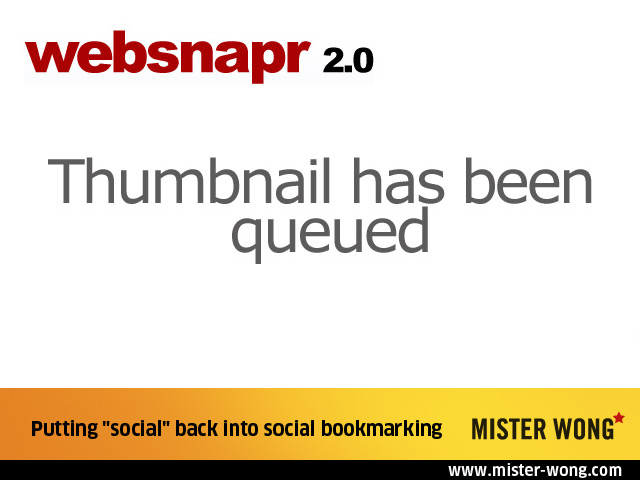 websnapr 2.0
Thumbnail has been
queued
Putting "social" back into social bookmarking MISTER WONG
www.mister-wong.com